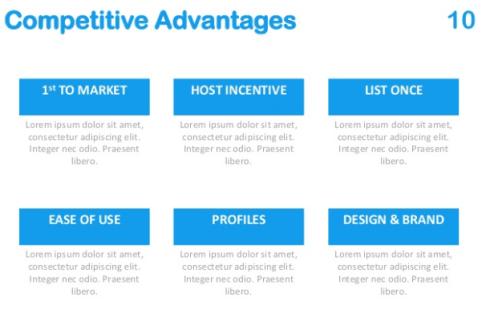 Competitive Advantages 10
1st TO MARKET
Lorem ipsum dolor sit amet,
consectetur adipiscing elit.
Integer nec odio. Praesent
libero.
HOST INCENTIVE
Lorem ipsum dolor sit amet,
consectetur adipiscing elit.
Integer nec odio. Praesent
libero.
LIST ONCE
Lorem ipsum dolor sit amet,
consectetur adipiscing elit.
Integer nec odio. Praesent
libero.
EASE OF USE
Lorem ipsum dolor sit amet,
consectetur adipiscing elit.
Integer nec odio. Praesent
libero.
PROFILES
Lorem ipsum dolor sit amet,
consectetur adipiscing elit.
Integer nec odio. Praesent
libero.
DESIGN & BRAND
Lorem ipsum dolor sit amet,
consectetur adipiscing elit.
Integer nec odio. Praesent
libero.